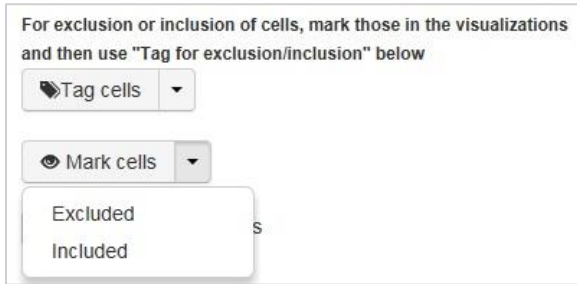 For exclusion or inclusion of cells, mark those in the visualizations
and then use "Tag for exclusion/inclusion" below
Tag cells
Mark cells
Excluded
s
Included